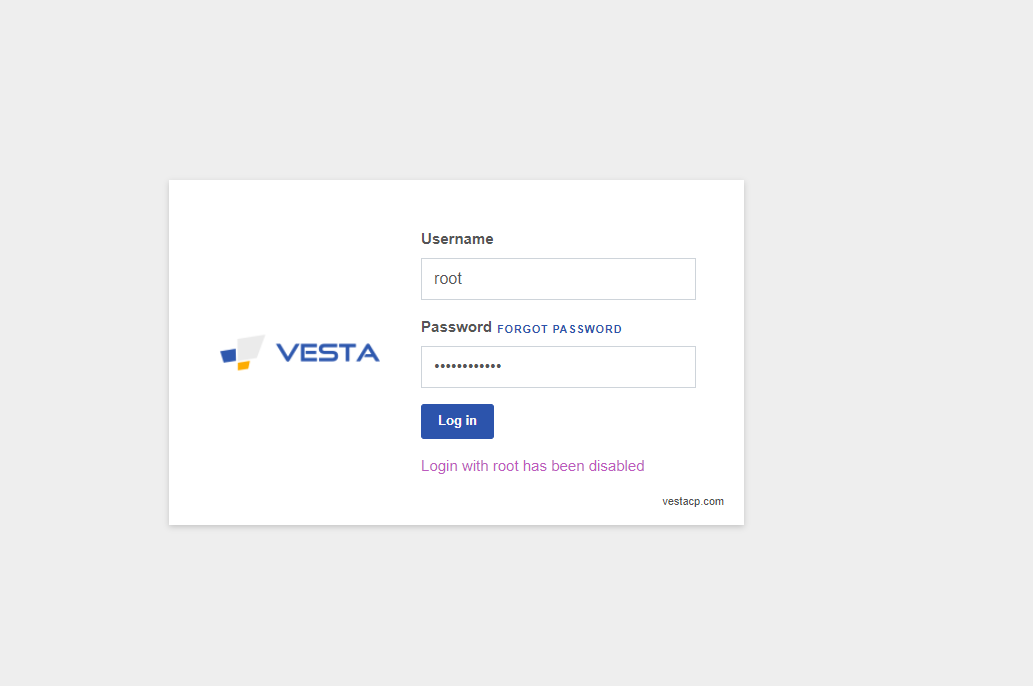 Username
root
Password FORGOT PASSWORD
••••••••••••
VESTA
Log in
Login with root has been disabled
vestacp.com